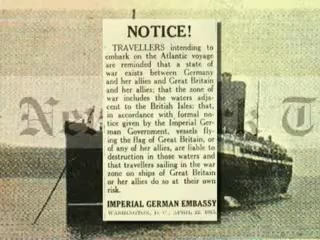 NOTICE!
TRAVELLERS intending to
embark on the Atlantic voyage
are reminded that a state of
war exists between Germany
and her allies and Great Britain
and her allies; that the zone of
war includes the waters adja-
cent to the British Isles; that,
in accordance with formal no-
tice given by the Imperial Ger-
man Government, vessels fly-
ing the flag of Great Britain, or
of any of her allies, are liable to
destruction in those waters and
that travellers sailing in the war
zone on ships of Great Britain
or her allies do so at their own
risk.
IMPERIAL GERMAN EMBASSY
WASHINGTON, D. C., APRIL 22, 1915.